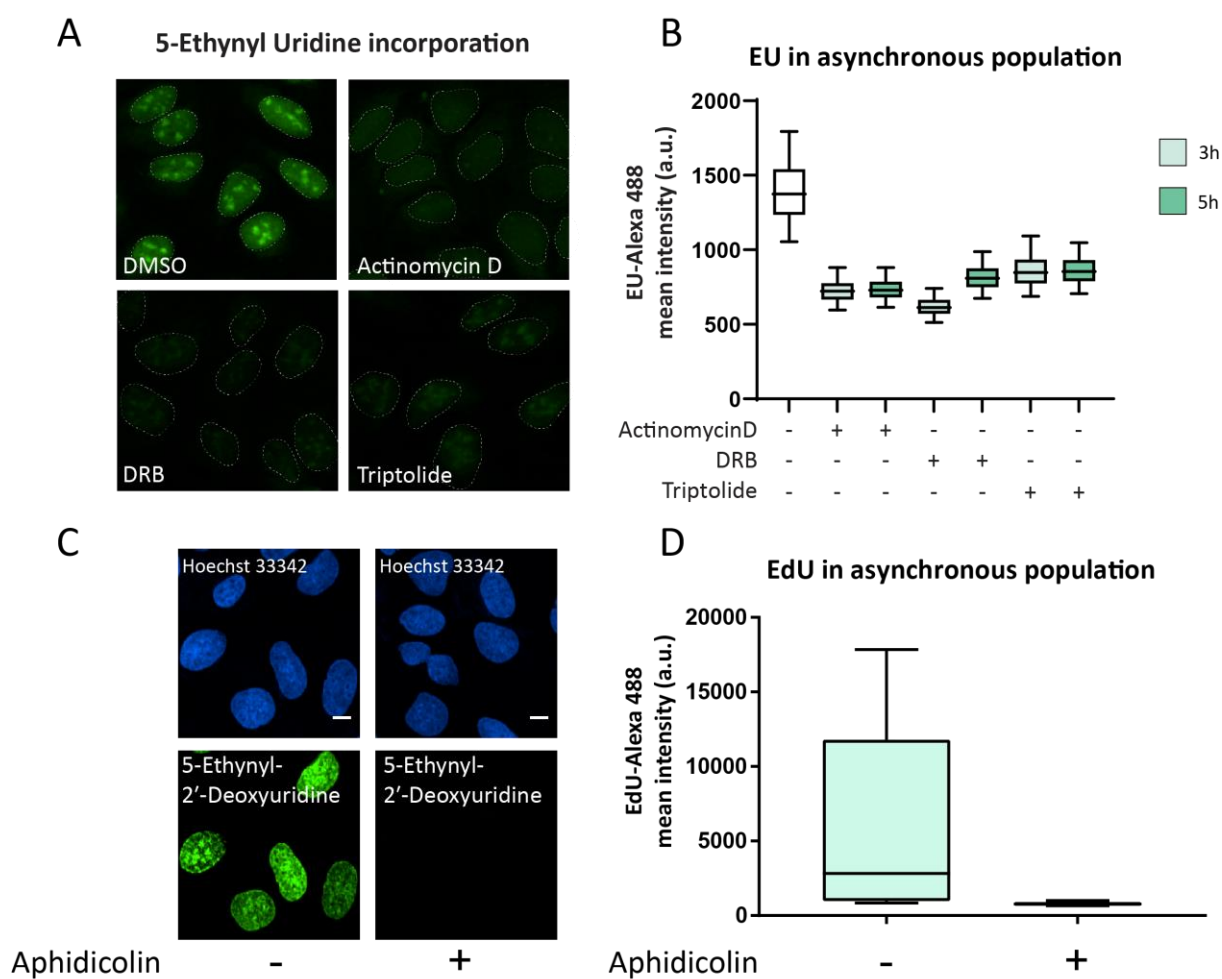 A
5-Ethynyl Uridine incorporation
DMSO
Actinomycin D
DRB
Triptolide
B
EU in asynchronous population
EU-Alexa 488
mean intensity (a.u.)
2000
1500
1000
500
0
3h
5h
ActinomycinD - + + - - - -
DRB - - - + + - -
Triptolide - - - - - + +
C
Hoechst 33342
Hoechst 33342
5-Ethynyl-
2′-Deoxyuridine
5-Ethynyl-
2′-Deoxyuridine
Aphidicolin - +
D
EdU in asynchronous population
EdU-Alexa 488
mean intensity (a.u.)
20000
15000
10000
5000
0
Aphidicolin - +